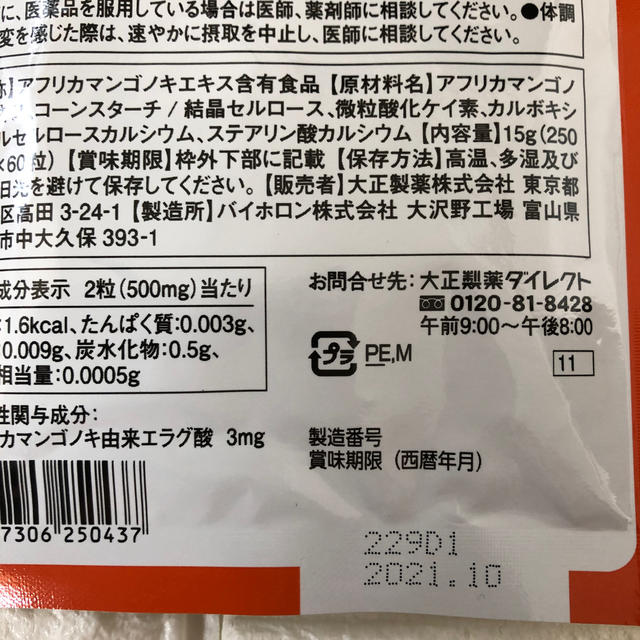 に、医薬品を服用している場合は医師、薬剤師に相談してください。●体調
変を感じた際は、速やかに摂取を中止し、医師に相談してください。
称】アフリカマンゴノキエキス含有食品【原材料名】アフリカマンゴノ
コーンスターチ/結晶セルロース、微粒酸化ケイ素、カルボキシ
ルセルロースカルシウム、ステアリン酸カルシウム【内容量】15g(250
×60粒)【賞味期限】枠外下部に記載【保存方法】高温、多湿及び
日光を避けて保存してください。【販売者】大正製薬株式会社 東京都
区高田 3-24-1【製造所】バイホロン株式会社 大沢野工場 富山県
市中大久保 393-1
成分表示 2粒(500mg)当たり
1.6kcal、たんぱく質:0.003g、
0.009g、炭水化物:0.5g、
相当量:0.0005g
お問合せ先:大正製薬ダイレクト
0120-81-8428
午前9:00〜午後8:00
プラ PE,M
11
性関与成分:
カマンゴノキ由来エラグ酸 3mg
製造番号
賞味期限(西暦年月)
7306 250437
229D1
2021.10